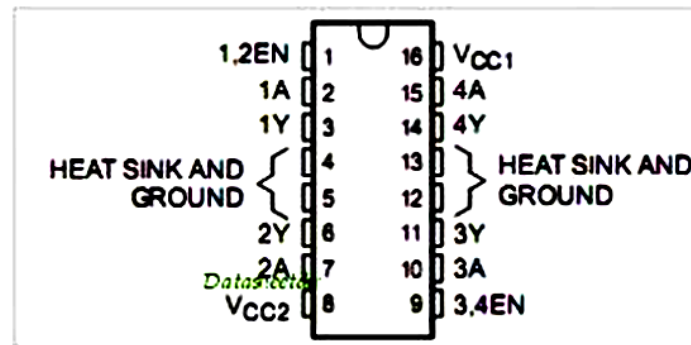 1,2EN 1 16 VCC1
1A 2 15 4A
1Y 3 14 4Y
HEAT SINK AND GROUND 4 13 HEAT SINK AND GROUND
5 12
2Y 6 11 3Y
2A 7 10 3A
VCC2 8 9 3,4EN